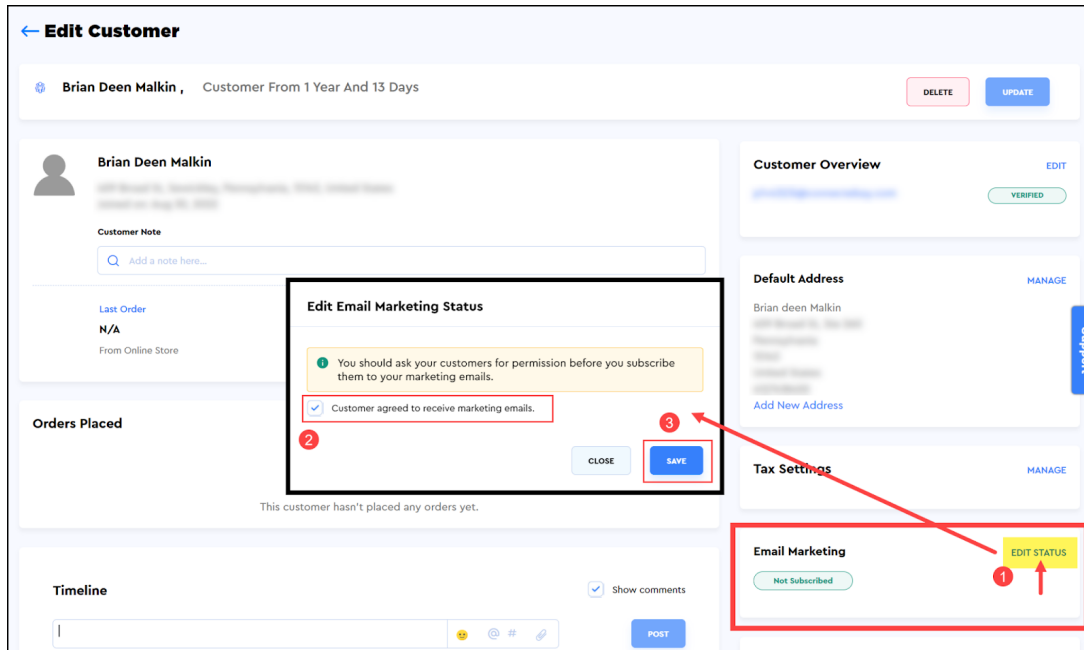 Edit Customer
Brian Deen Malkin , Customer From 1 Year And 13 Days
DELETE
UPDATE
Brian Deen Malkin
Customer Note
Add a note here...
Last Order
N/A
From Online Store
Customer Overview
EDIT
VERIFIED
Default Address
MANAGE
Brian deen Malkin
United States
Add New Address
Edit Email Marketing Status
You should ask your customers for permission before you subscribe
them to your marketing emails.
Customer agreed to receive marketing emails.
2
3
CLOSE
SAVE
Orders Placed
This customer hasn't placed any orders yet.
Tax Settings
MANAGE
Email Marketing
EDIT STATUS
1
Not Subscribed
Timeline
Show comments
@ #
POST